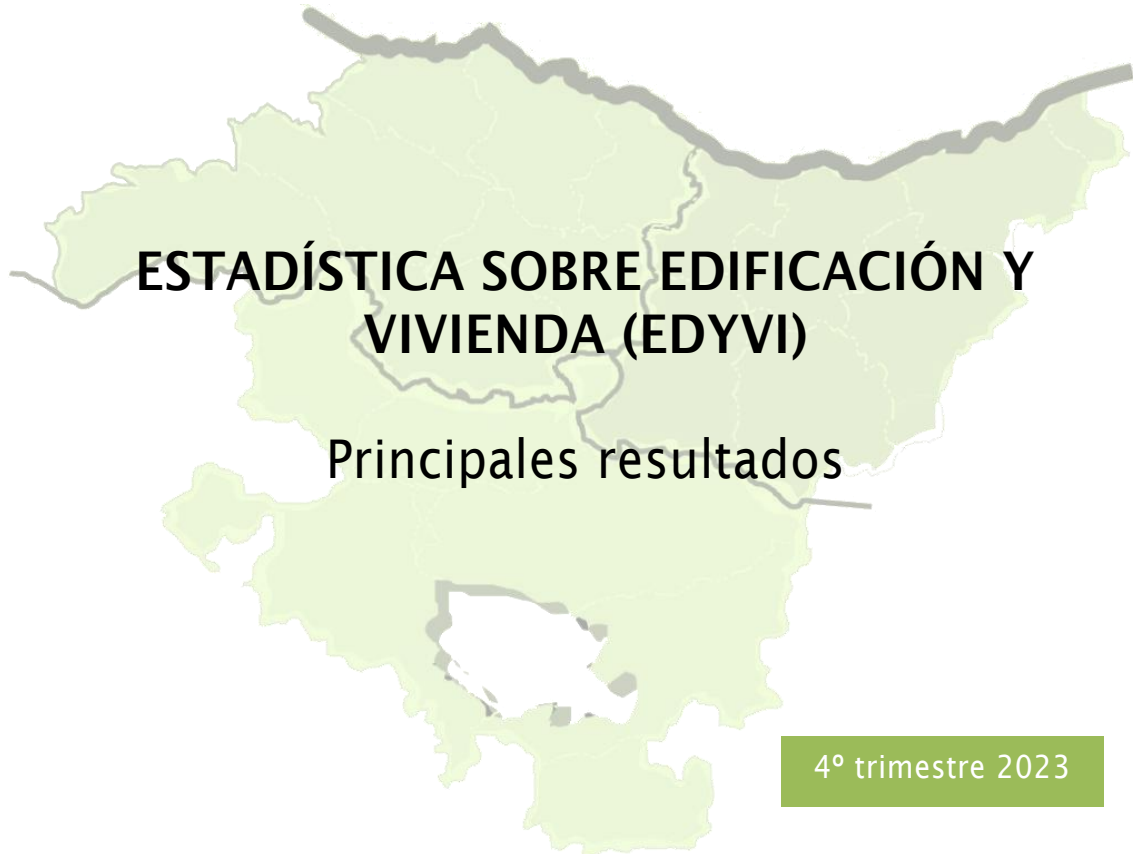 ESTADÍSTICA SOBRE EDIFICACIÓN Y
VIVIENDA (EDYVI)
Principales resultados
4º trimestre 2023